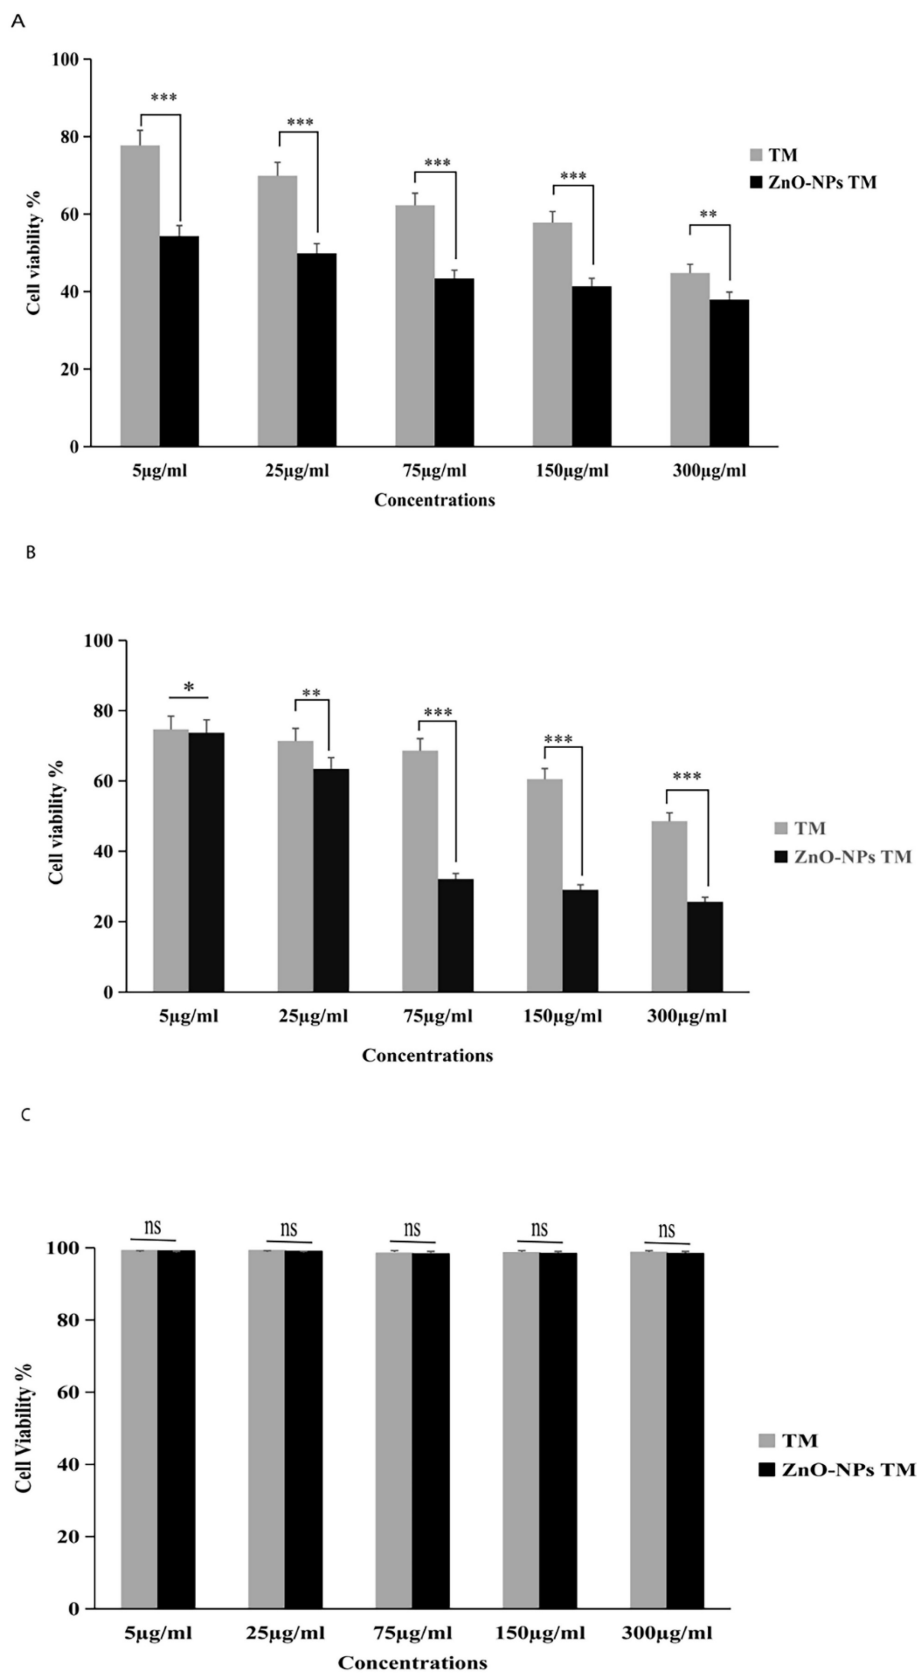 A
100
80
60
40
20
0
Cell viability %
***
***
***
***
**
TM
ZnO-NPs TM
5µg/ml 25µg/ml 75µg/ml 150µg/ml 300µg/ml
Concentrations
B
100
80
60
40
20
0
Cell viability %
*
**
***
***
***
TM
ZnO-NPs TM
5µg/ml 25µg/ml 75µg/ml 150µg/ml 300µg/ml
Concentrations
C
ns ns ns ns ns
100
80
60
40
20
0
Cell Viability %
TM
ZnO-NPs TM
5µg/ml 25µg/ml 75µg/ml 150µg/ml 300µg/ml
Concentrations